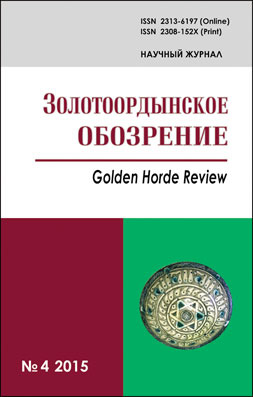 ISSN 2313-6197 (Online)
ISSN 2308-152X (Print)
НАУЧНЫЙ ЖУРНАЛ
ЗОЛОТООРДЫНСКОЕ
ОБОЗРЕНИЕ
Golden Horde Review
№ 4 2015